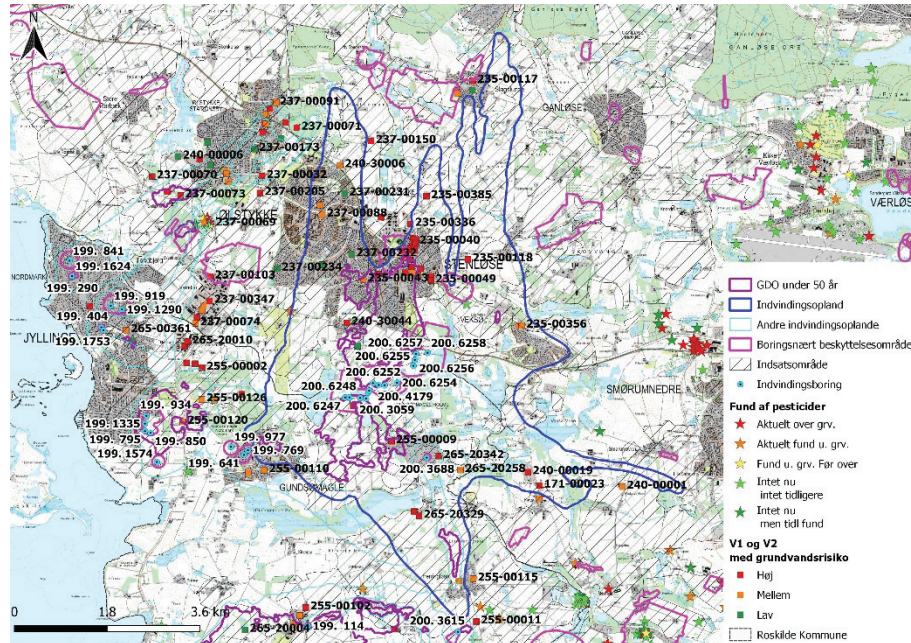 N
GANLØSE ORE
235-00117
GANLØSE
237-00091
237-00071
237-00150
237-00173
240-00006
240-30006
237-00070
237-00032
237-00073
237-00205
237-00231
235-00385
ØLSTYKKE
237-00088
237-00069
235-00336
VÆRLØS
235-00040
237-00232
199. 841
199. 1624
237-00234
STENLØSE
235-00118
NORDMARK
237-00103
235-00043
235-00049
199. 290
199. 919
237-00347
199. 1290
199. 404
237-00074
240-30044
VEKSØ
235-00356
265-00361
JYLLING
199. 1753
265-20010
200. 6257
200. 6258
200. 6255
255-00002
200. 6252
200. 6256
SMØRUMNEDRE
200. 6248
200. 6254
199. 934
255-00126
200. 4179
200. 6247
200. 3059
199. 1335
255-00120
199. 795
199. 850
199. 977
255-00009
199. 1574
199. 769
265-20342
199. 641
255-00110
200. 3688
265-20258
240-00019
GUNDSØMAGLE
171-00023
240-00001
265-20329
255-00115
255-00102
0
1.8
3.6 km
265-20004
199. 114
200. 3615
255-00011
GDO under 50 år
Indvindingsopland
Andre indvindingsoplande
Boringsnært beskyttelsesområde
Indsatsområde
Indvindingsboring
Fund af pesticider
Aktuelt over grv.
Aktuelt fund u. grv.
Fund u. grv. Før over
Intet nu
intet tidligere
Intet nu
men tidl fund
V1 og V2
med grundvandsrisiko
Høj
Mellem
Lav
Roskilde Kommune